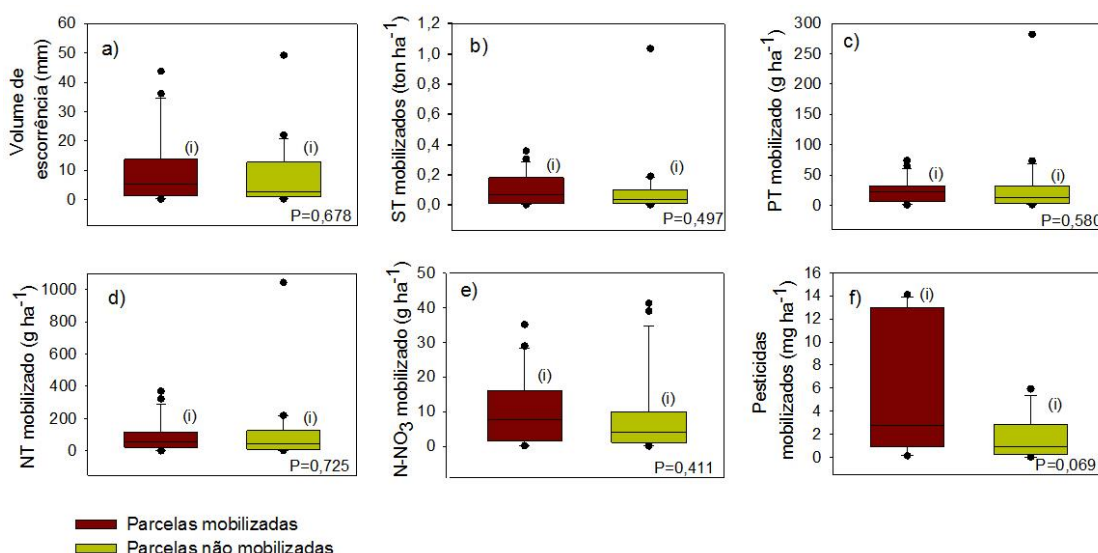 a)
Volume de
escorrência (mm)
60
50
40
30
20
10
0
(i)
(i)
P=0,678
b)
ST mobilizados (ton ha⁻¹)
1,2
1,0
0,8
0,6
0,4
0,2
0,0
(i)
(i)
P=0,497
c)
PT mobilizado (g ha⁻¹)
300
250
200
150
100
50
0
(i)
(i)
P=0,580
d)
NT mobilizado (g ha⁻¹)
1000
800
600
400
200
0
(i)
(i)
P=0,725
e)
N-NO₃ mobilizado (g ha⁻¹)
50
40
30
20
10
0
(i)
(i)
P=0,411
f)
Pesticidas
mobilizados (mg ha⁻¹)
16
14
12
10
8
6
4
2
0
(i)
(i)
P=0,069
Parcelas mobilizadas
Parcelas não mobilizadas